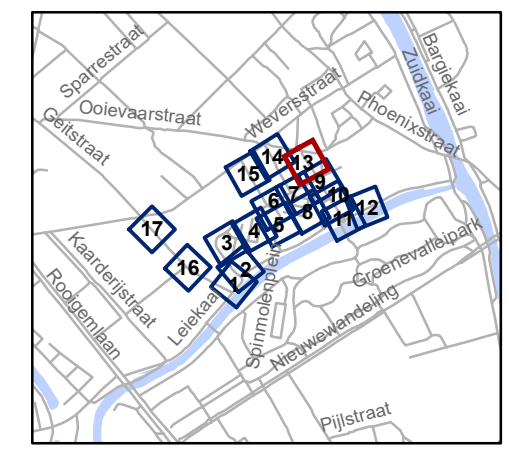 Sparrestraat
Bargiekaai
Zuidkaai
Ooievaarstraat
Weversstraat
Phoenixstraat
Geitstraat
14
13
15
9
7
10
6
12
8
11
17
5
4
3
16
2
1
Kaarderijstraat
Groenevalleipark
Spinmolenplein
Leiekaai
Rooigemlaan
Nieuwewandeling
Pijlstraat